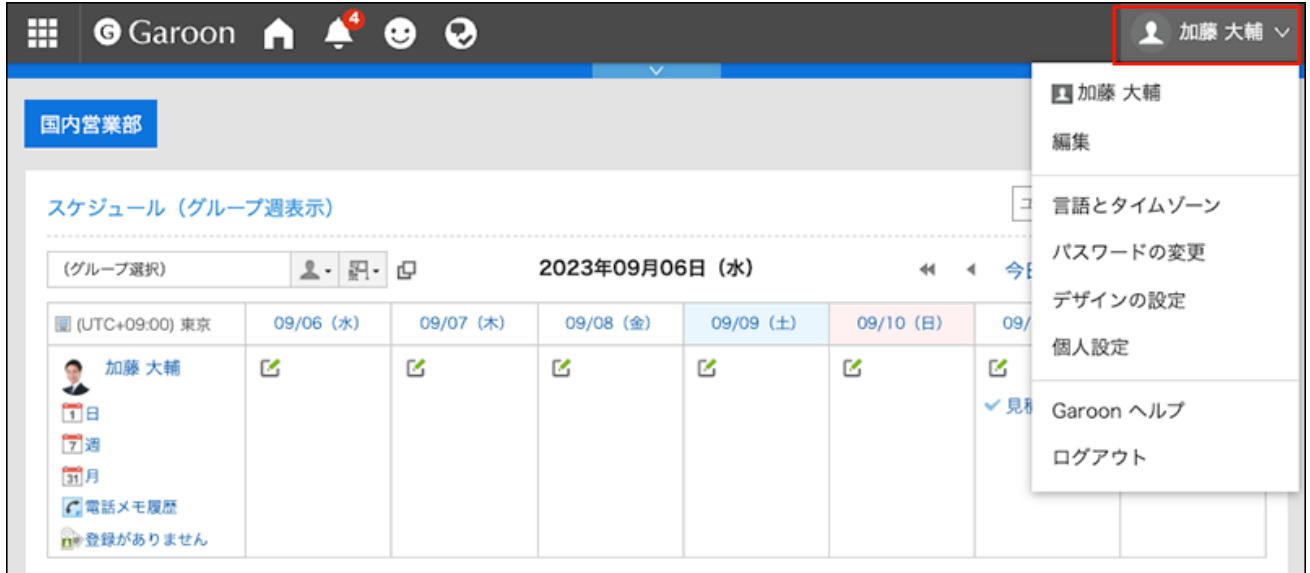 Garoon 4 加藤 大輔
加藤 大輔
編集
言語とタイムゾーン
パスワードの変更
デザインの設定
個人設定
Garoon ヘルプ
ログアウト
国内営業部
スケジュール（グループ週表示）
(グループ選択) 2023年09月06日（水）
(UTC+09:00) 東京 09/06（水） 09/07（木） 09/08（金） 09/09（土） 09/10（日） 09/
加藤 大輔
1 日
7 週
31 月
電話メモ履歴
登録がありません